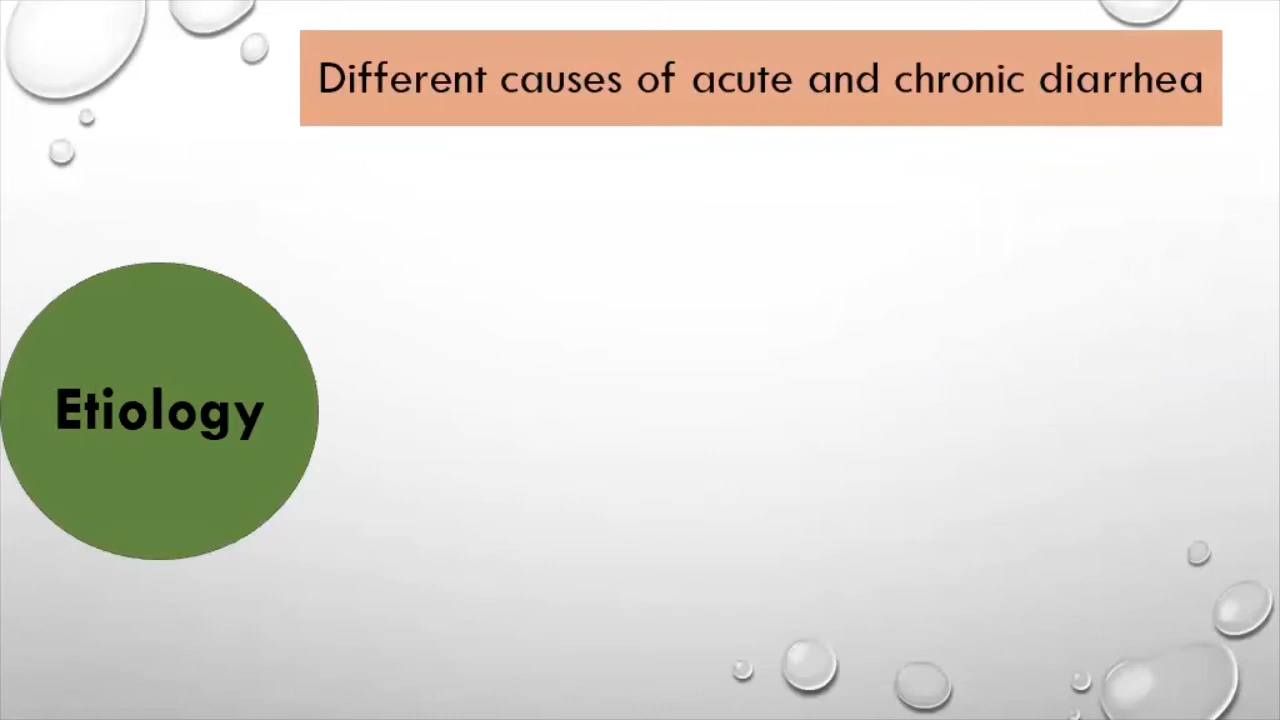 Different causes of acute and chronic diarrhea
Etiology